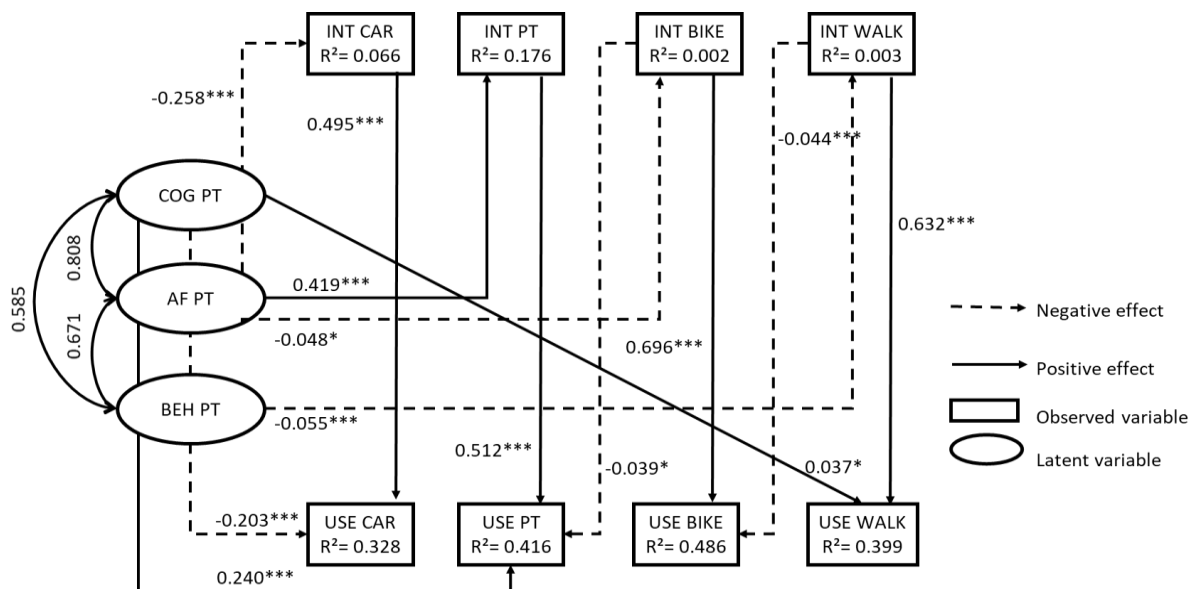 INT CAR
R²= 0.066
INT PT
R²= 0.176
INT BIKE
R²= 0.002
INT WALK
R²= 0.003
-0.258***
0.495***
-0.044***
COG PT
0.632***
0.808
0.585
AF PT
0.419***
0.671
-0.048*
0.696***
BEH PT
-0.055***
0.512***
-0.039*
0.037*
-0.203***
USE CAR
R²= 0.328
USE PT
R²= 0.416
USE BIKE
R²= 0.486
USE WALK
R²= 0.399
0.240***
Negative effect
Positive effect
Observed variable
Latent variable